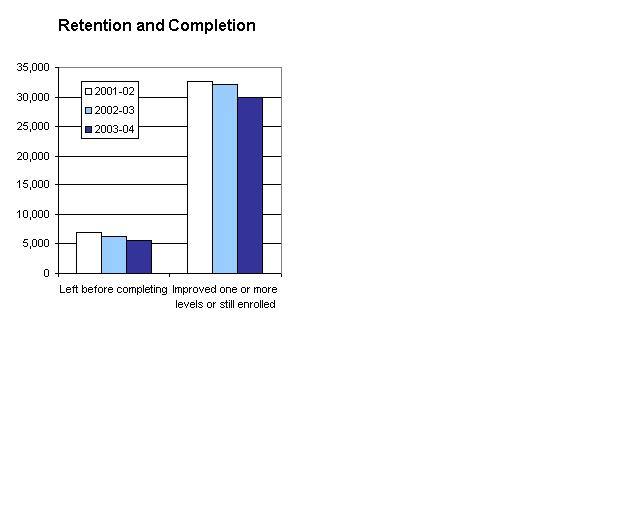 Retention and Completion
35,000
30,000
25,000
20,000
15,000
10,000
5,000
0
2001-02
2002-03
2003-04
Left before completing
Improved one or more
levels or still enrolled